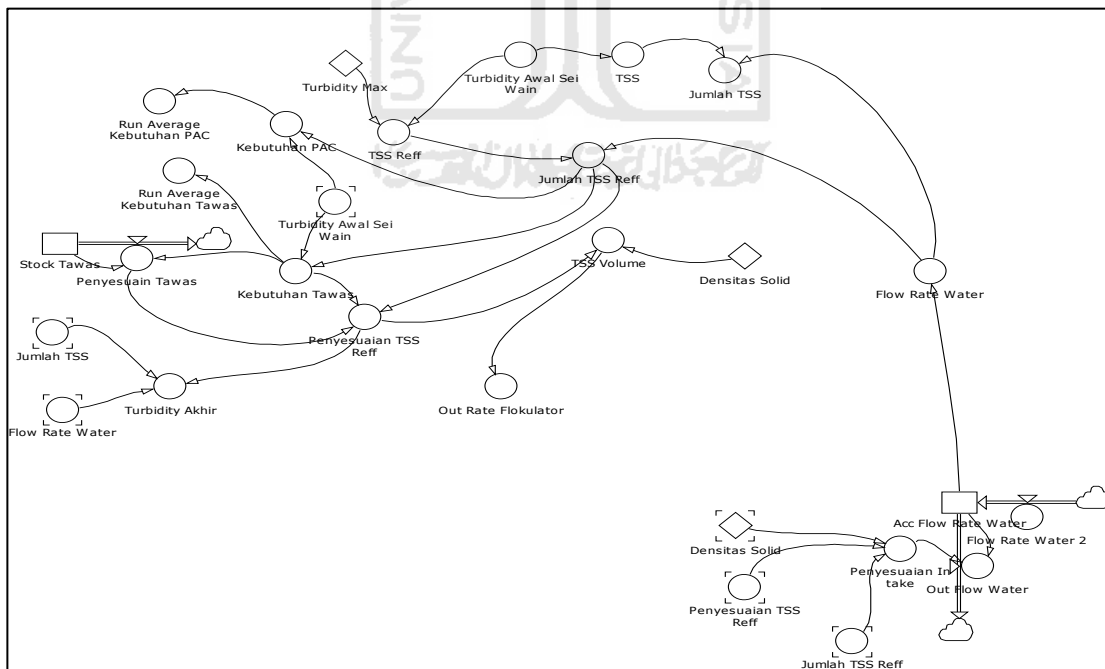 Turbidity Max
Turbidity Awal Sei
Wain
TSS
Jumlah TSS
Run Average
Kebutuhan PAC
Kebutuhan PAC
TSS Reff
Jumlah TSS Reff
Run Average
Kebutuhan Tawas
Turbidity Awal Sei
Wain
Stock Tawas
Penyesuain Tawas
Kebutuhan Tawas
TSS Volume
Densitas Solid
Flow Rate Water
Penyesuaian TSS
Reff
Jumlah TSS
Turbidity Akhir
Flow Rate Water
Out Rate Flokulator
Acc Flow Rate Water
Flow Rate Water 2
Densitas Solid
Penyesuaian In
take
Out Flow Water
Penyesuaian TSS
Reff
Jumlah TSS Reff